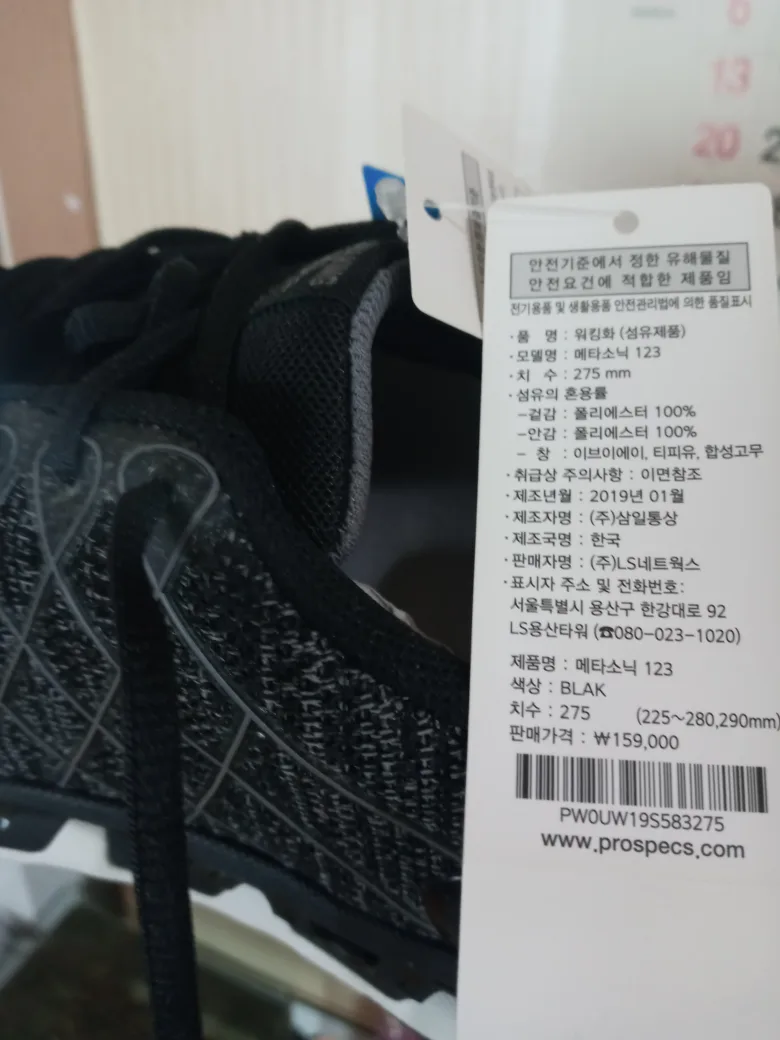 13
20
안전기준에서 정한 유해물질
안전요건에 적합한 제품임
전기용품 및 생활용품 안전관리법에 의한 품질표시
·품 명 : 워킹화 (섬유제품)
·모델명 : 메타소닉 123
·치 수 : 275 mm
·섬유의 혼용률
-겉감 : 폴리에스터 100%
-안감 : 폴리에스터 100%
- 창 : 이브이에이, 티피유, 합성고무
·취급상 주의사항 : 이면참조
·제조년월 : 2019년 01월
·제조자명 : (주)삼일통상
·제조국명 : 한국
·판매자명 : (주)LS네트웍스
·표시자 주소 및 전화번호:
서울특별시 용산구 한강대로 92
LS용산타워 (☎080-023-1020)
제품명 : 메타소닉 123
색상 : BLAK
치수 : 275 (225~280,290mm)
판매가격 : ₩159,000
PW0UW19S583275
www.prospecs.com